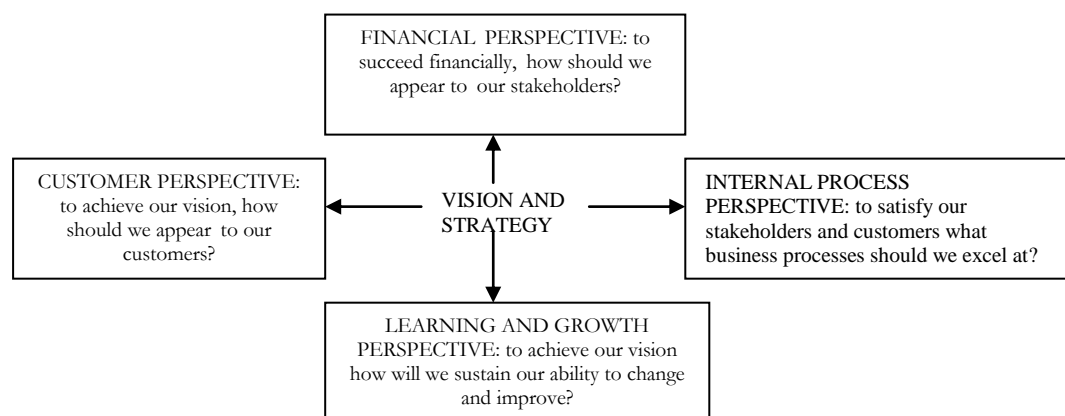 FINANCIAL PERSPECTIVE: to
succeed financially, how should we
appear to our stakeholders?
CUSTOMER PERSPECTIVE:
to achieve our vision, how
should we appear to our
customers?
VISION AND
STRATEGY
INTERNAL PROCESS
PERSPECTIVE: to satisfy our
stakeholders and customers what
business processes should we excel at?
LEARNING AND GROWTH
PERSPECTIVE: to achieve our vision
how will we sustain our ability to change
and improve?